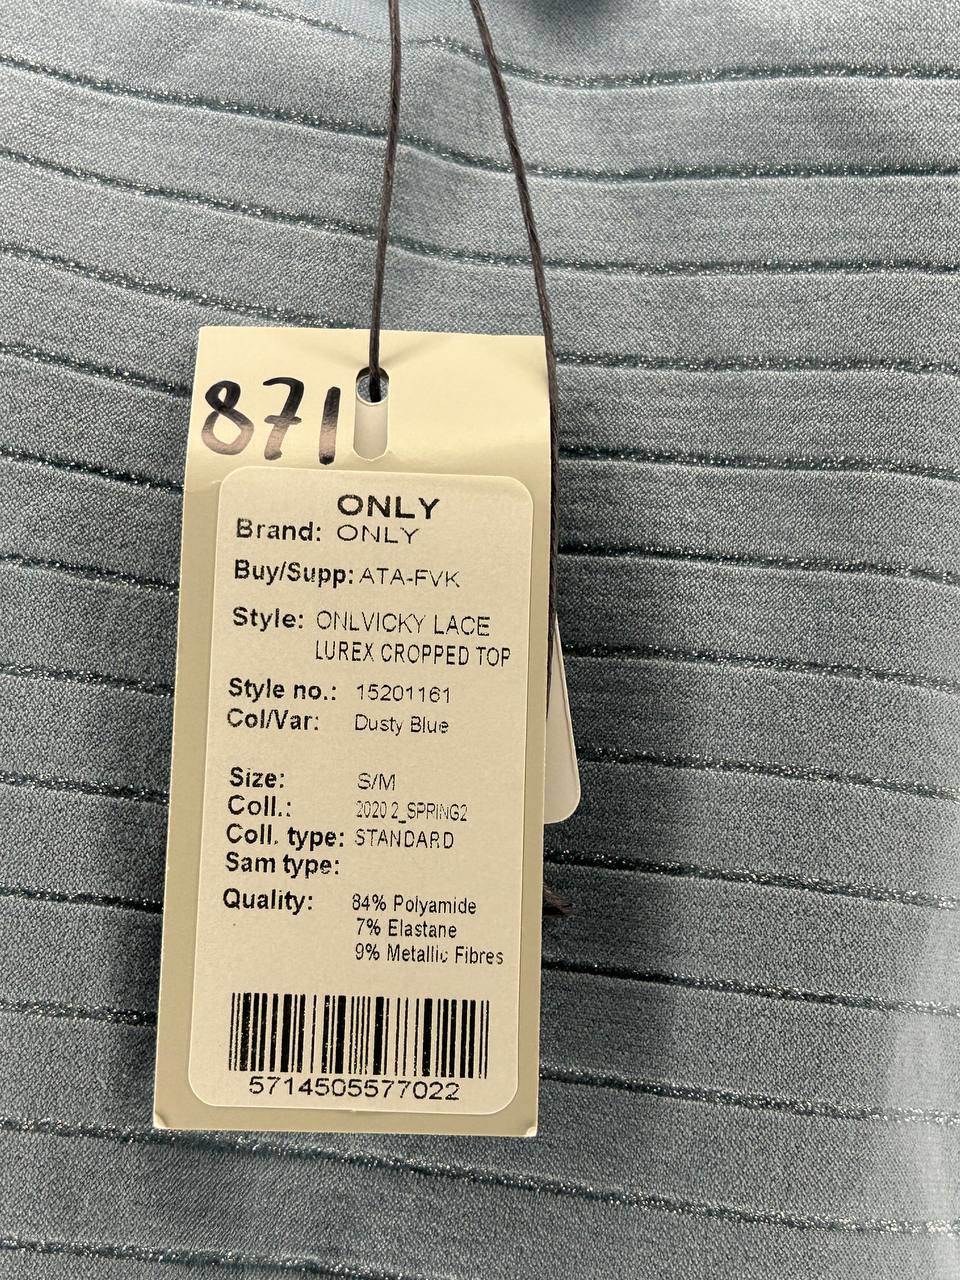 871
ONLY
Brand: ONLY
Buy/Supp: ATA-FVK
Style: ONLVICKY LACE
LUREX CROPPED TOP
Style no.: 15201161
Col/Var: Dusty Blue
Size: S/M
Coll.: 2020 2_SPRING2
Coll. type: STANDARD
Sam type:
Quality: 84% Polyamide
7% Elastane
9% Metallic Fibres
5714505577022